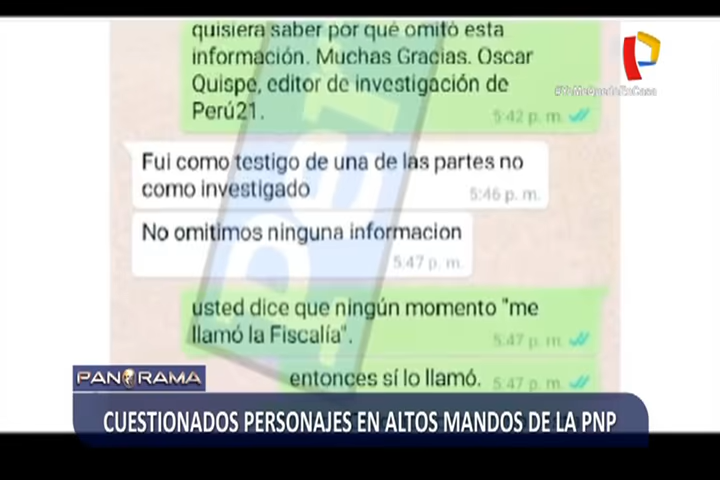 quisiera saber por qué omitó esta
información. Muchas Gracias. Oscar
Quispe, editor de investigación de
Perú21.
5:42 p. m.
#YoMeQuedoEnCasa
Fui como testigo de una de las partes no
como investigado
5:46 p. m.
No omitimos ninguna informacion
5:47 p. m.
usted dice que ningún momento "me
llamó la Fiscalía".
5:47 p. m.
entonces sí lo llamó.
5:47 p. m.
PANORAMA
CUESTIONADOS PERSONAJES EN ALTOS MANDOS DE LA PNP